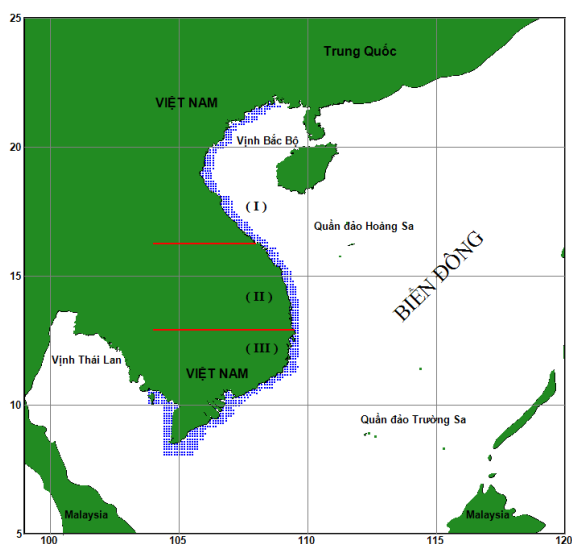 25
Trung Quốc
VIỆT NAM
Vịnh Bắc Bộ
20
( I )
Quần đảo Hoàng Sa
BIỂN ĐÔNG
15
( II )
( III )
Vịnh Thái Lan
VIỆT NAM
10
Quần đảo Trường Sa
Malaysia
Malaysia
5
100
105
110
115
120